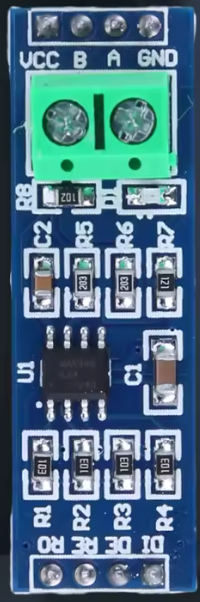 VCC B A GND
R8
102
D1
C2 R5 R6 R7
203 203 121
U1
C1
103 103 103 103
R1 R2 R3 R4
RO RE DE DI